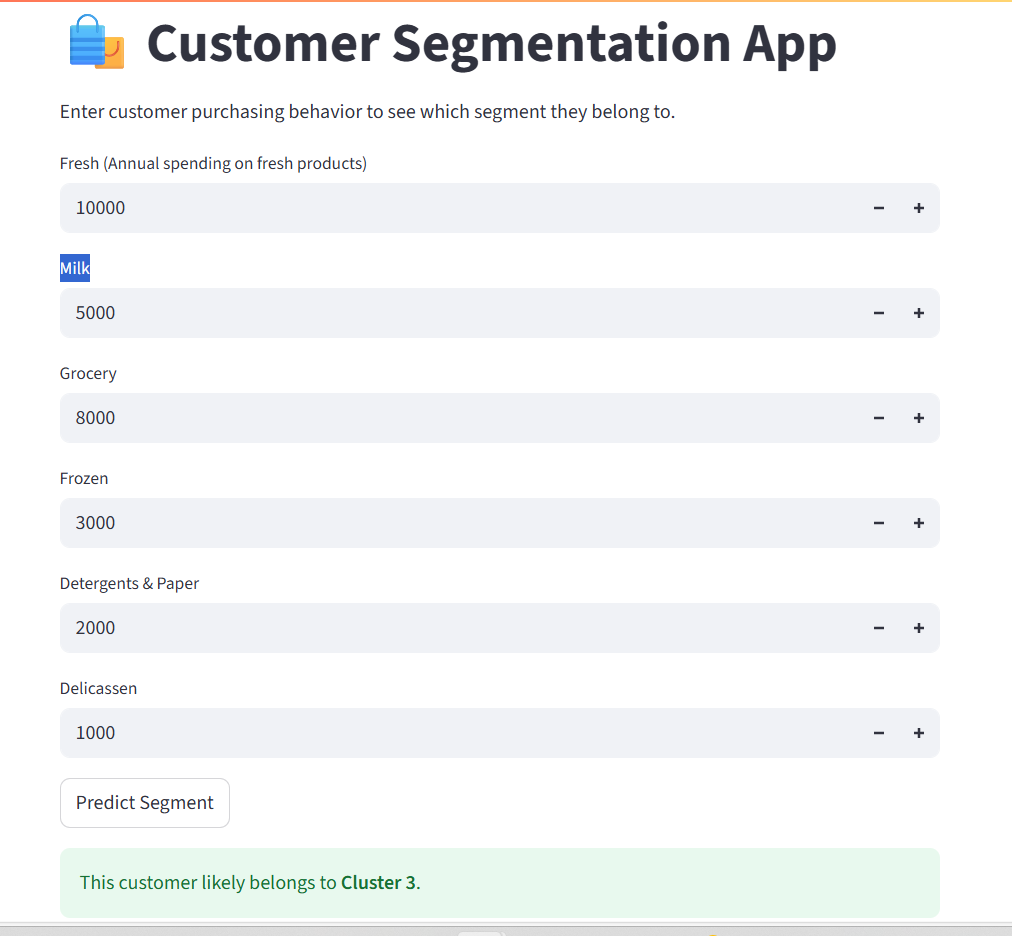 Customer Segmentation App
Enter customer purchasing behavior to see which segment they belong to.
Fresh (Annual spending on fresh products)
10000
Milk
5000
Grocery
8000
Frozen
3000
Detergents & Paper
2000
Delicassen
1000
Predict Segment
This customer likely belongs to Cluster 3.